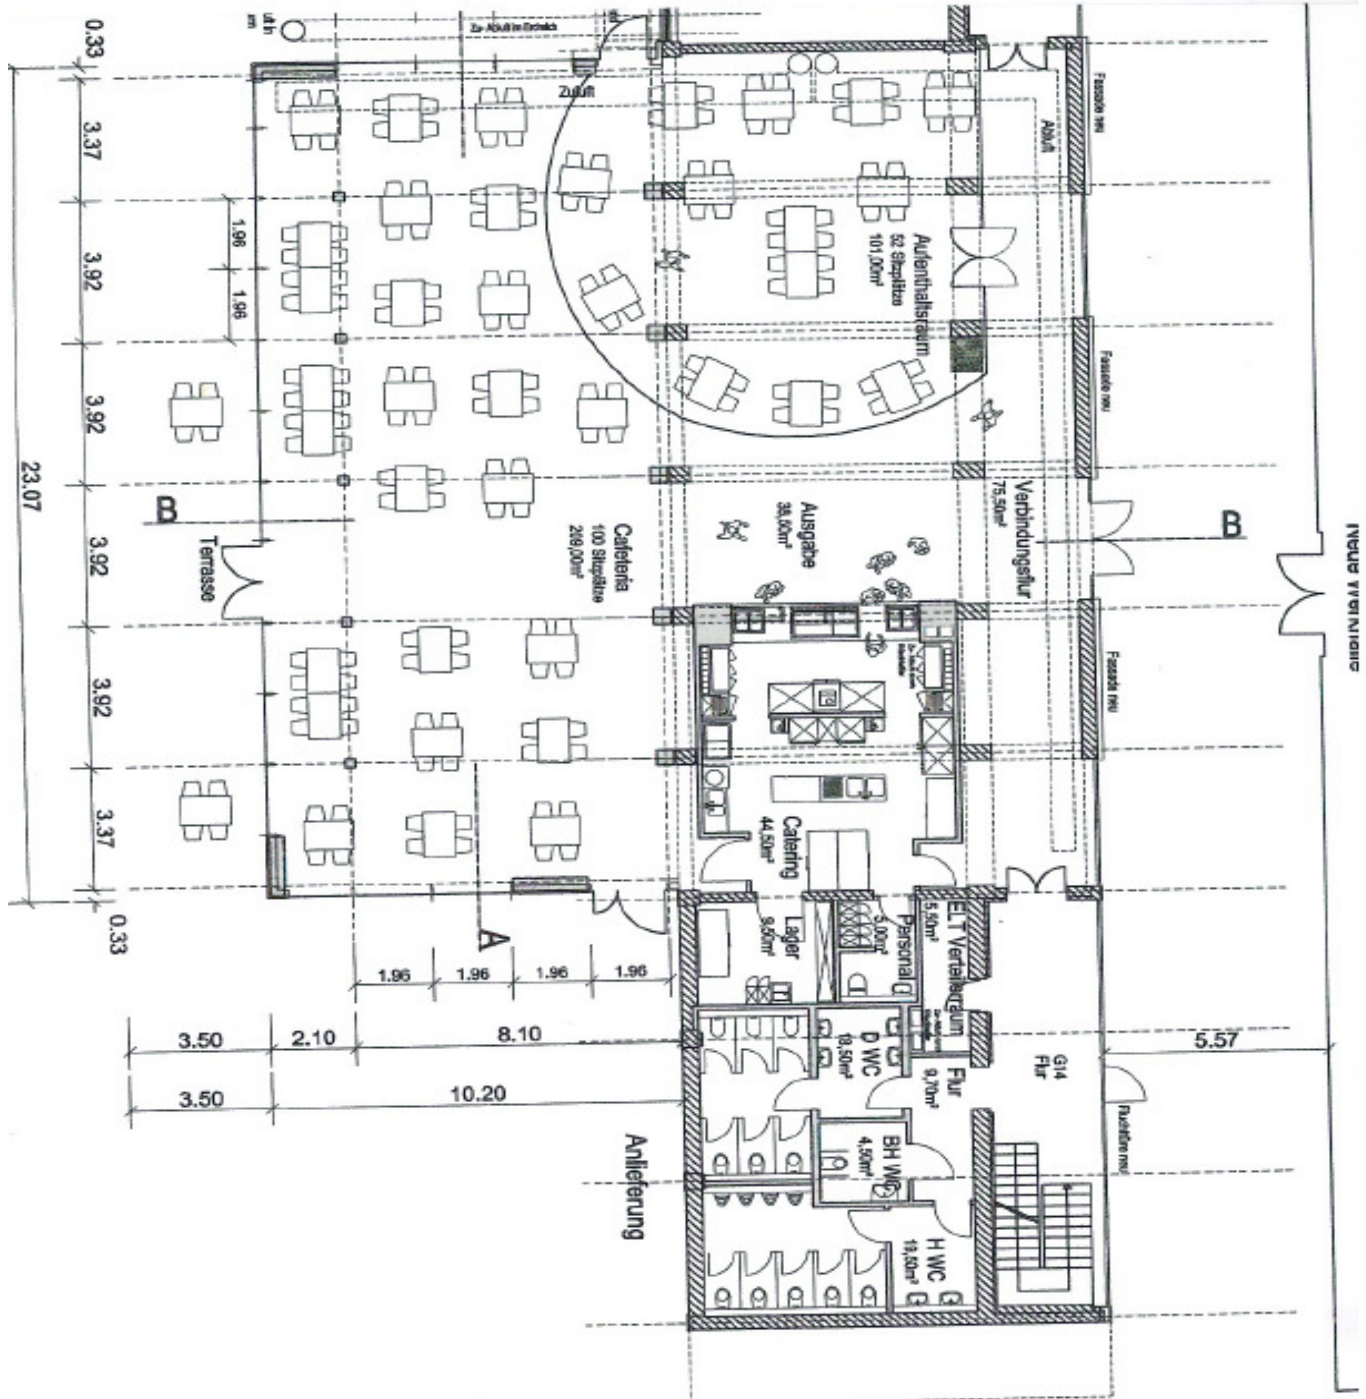 Zuluft
Abluft
Fassade neu
Aufenthaltsraum
52 Sitzplätze
101,00m²
Fassade neu
Verbindungsflur
75,50m²
Ausgabe
38,60m²
Cafeteria
100 Sitzplätze
209,00m²
Terrasse
B
B
Fassade neu
Catering
44,50m²
Lager
9,50m²
Personal
5,00m²
ELT Verteilerraum
5,50m²
D WC
18,50m²
Flur
9,70m²
G14
Flur
Fluchttüre neu
BH WC
4,50m²
H WC
19,50m²
Anlieferung
A
0.33
3.37
3.92
3.92
3.92
3.92
3.37
0.33
23.07
1.96
1.96
1.96
1.96
1.96
1.96
3.50
2.10
8.10
5.57
3.50
10.20